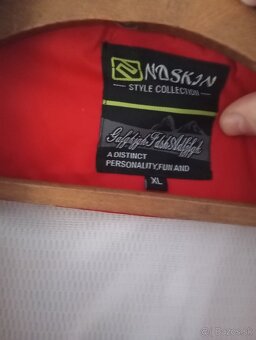 NOSKIN
STYLE COLLECTION
A DISTINCT
PERSONALITY, FUN AND
XL